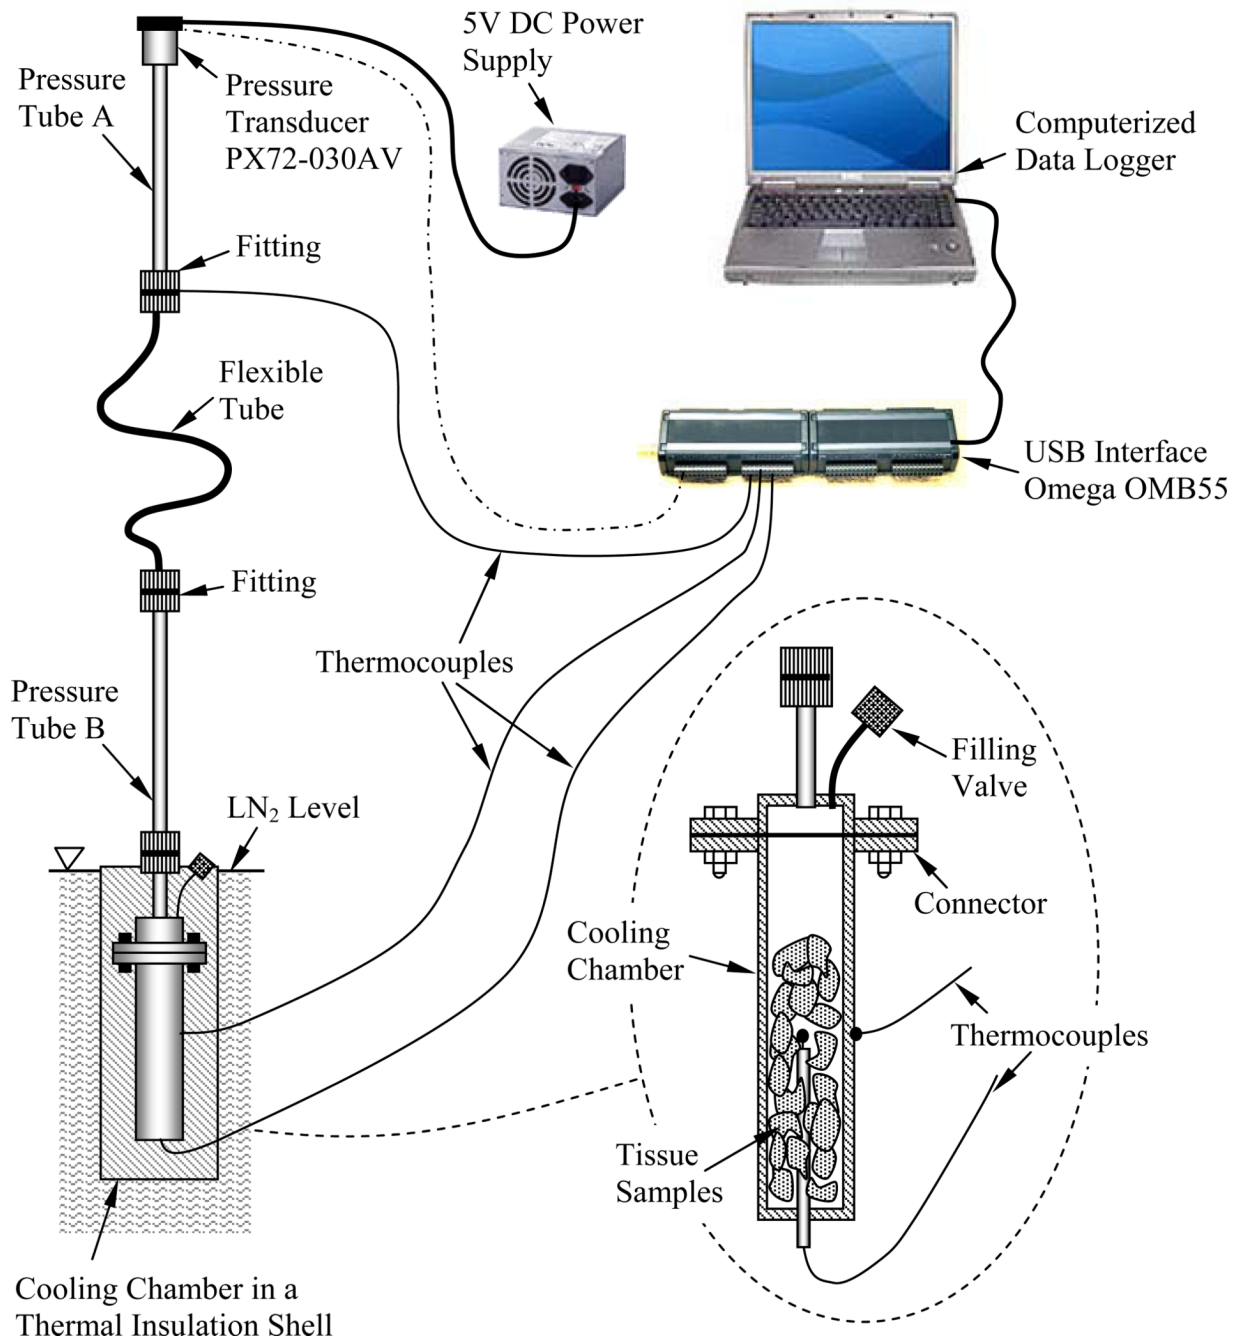 5V DC Power
Supply
Pressure
Tube A
Pressure
Transducer
PX72-030AV
Computerized
Data Logger
Fitting
Flexible
Tube
USB Interface
Omega OMB55
Fitting
Thermocouples
Pressure
Tube B
Filling
Valve
LN₂ Level
Connector
Cooling
Chamber
Thermocouples
Tissue
Samples
Cooling Chamber in a
Thermal Insulation Shell